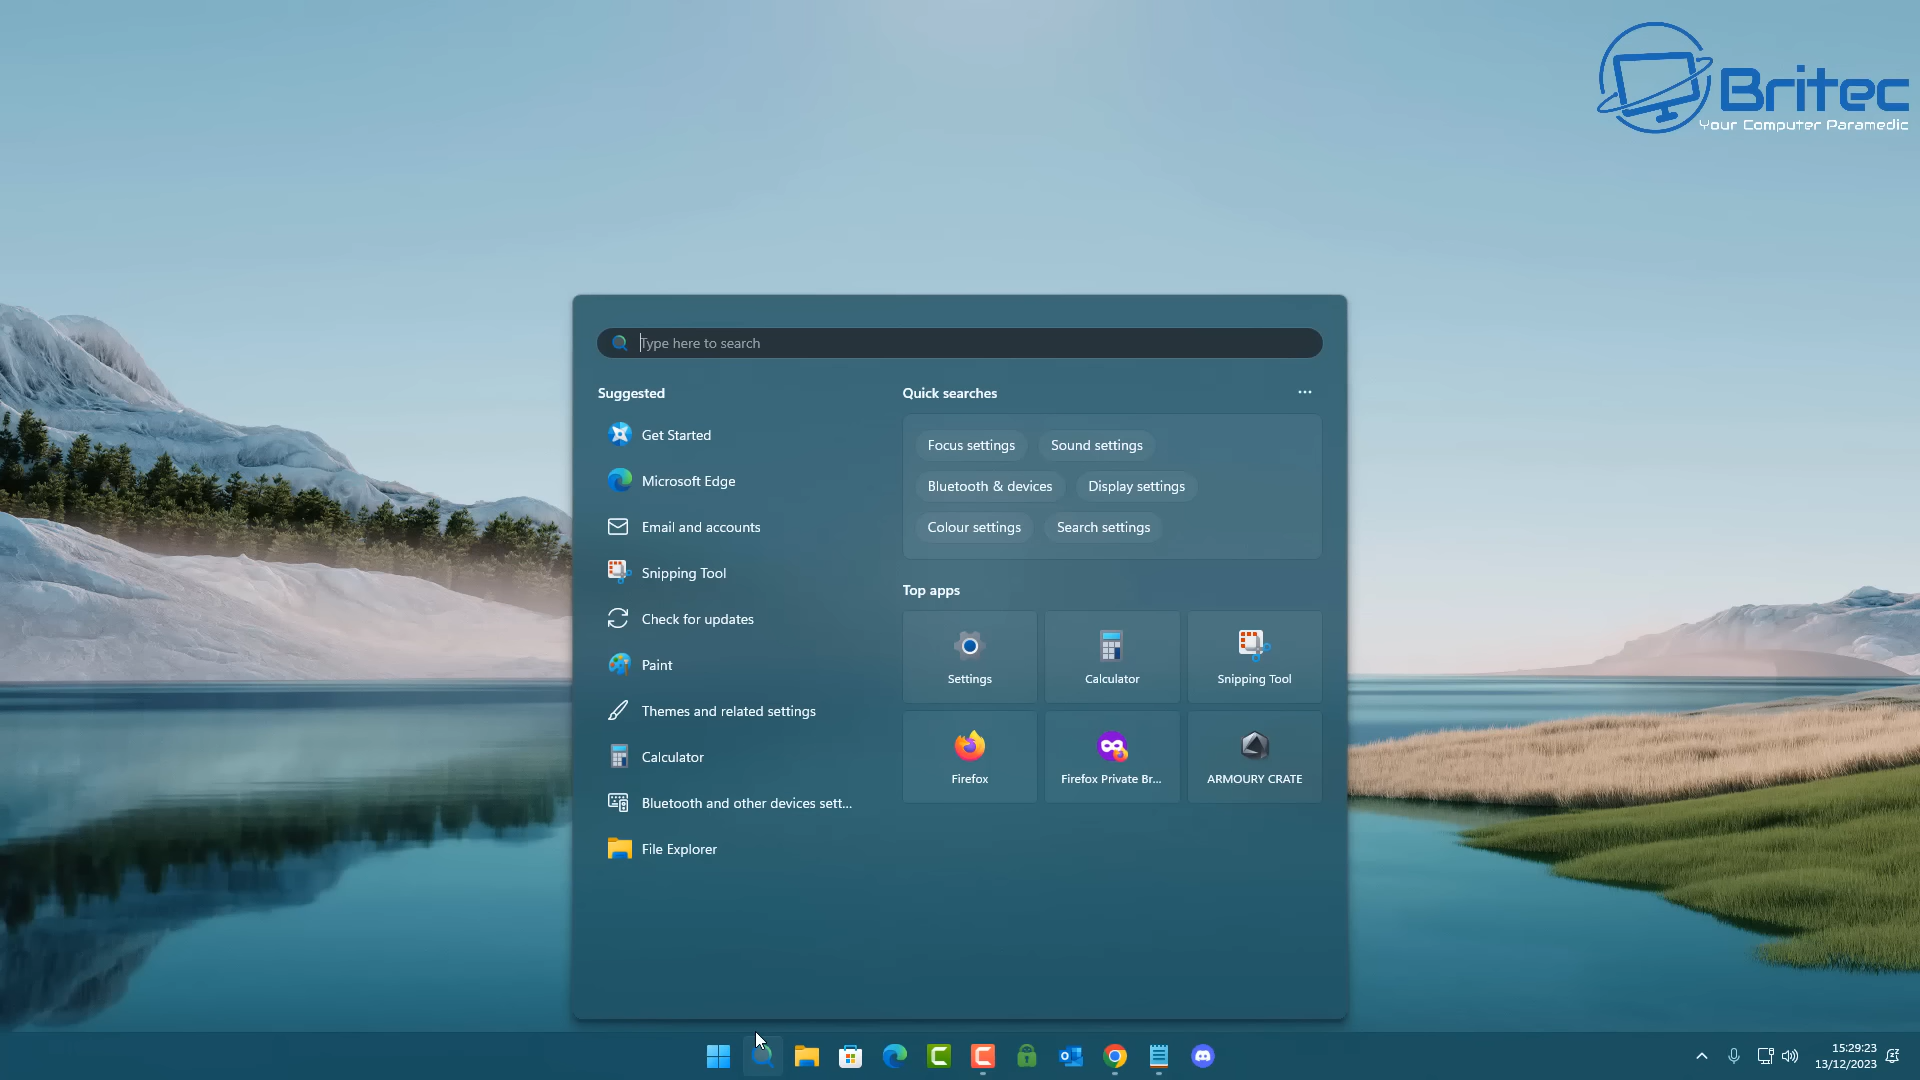 Britec
Your Computer Paramedic
Type here to search
Suggested
Get Started
Microsoft Edge
Email and accounts
Snipping Tool
Check for updates
Paint
Themes and related settings
Calculator
Bluetooth and other devices sett...
File Explorer
Quick searches
Focus settings
Sound settings
Bluetooth & devices
Display settings
Colour settings
Search settings
Top apps
Settings
Calculator
Snipping Tool
Firefox
Firefox Private Br...
ARMOURY CRATE
15:29:23
13/12/2023